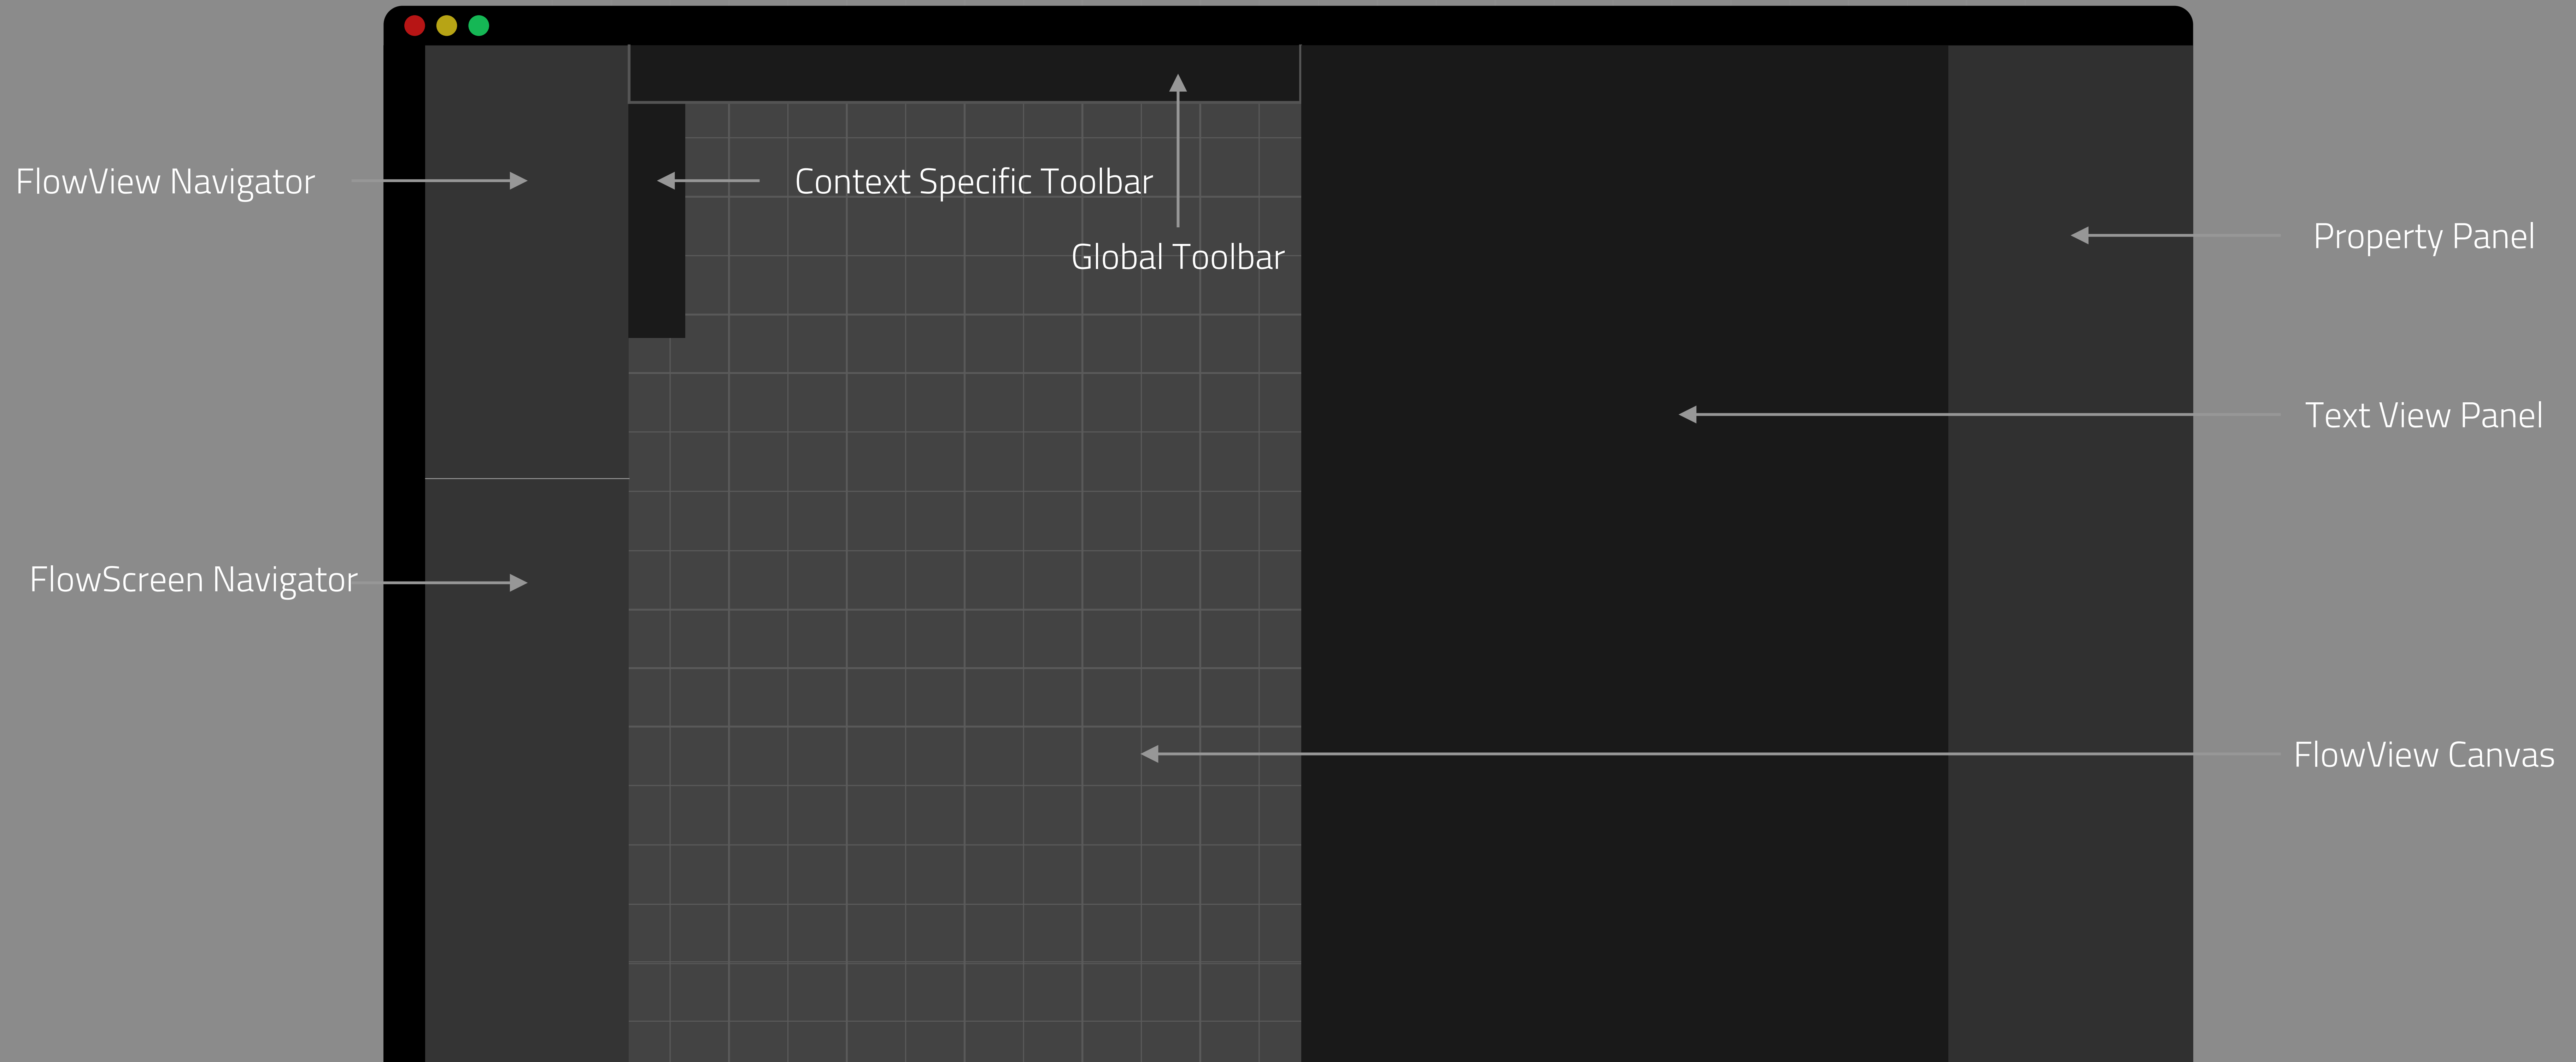 FlowView Navigator
Context Specific Toolbar
Property Panel
Global Toolbar
Text View Panel
FlowScreen Navigator
FlowView Canvas